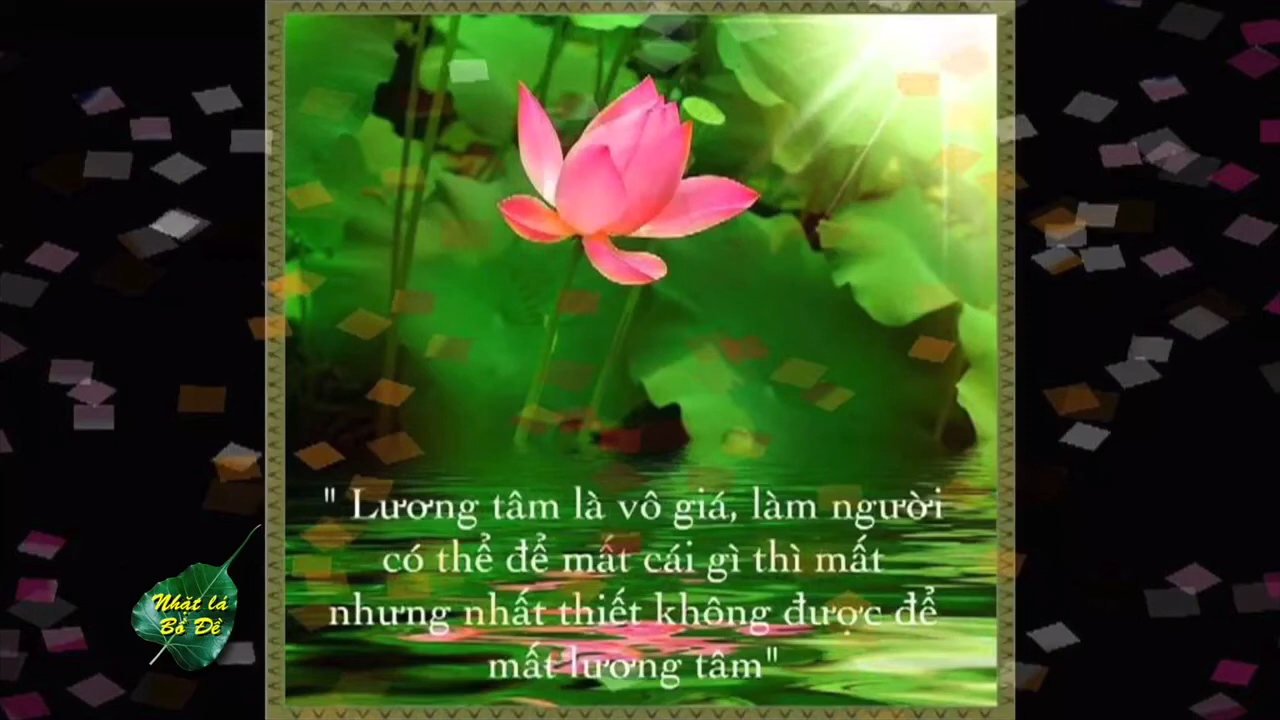 " Lương tâm là vô giá, làm người
có thể để mất cái gì thì mất
nhưng nhất thiết không được để
mất lương tâm"
Nhặt lá
Bồ Đề